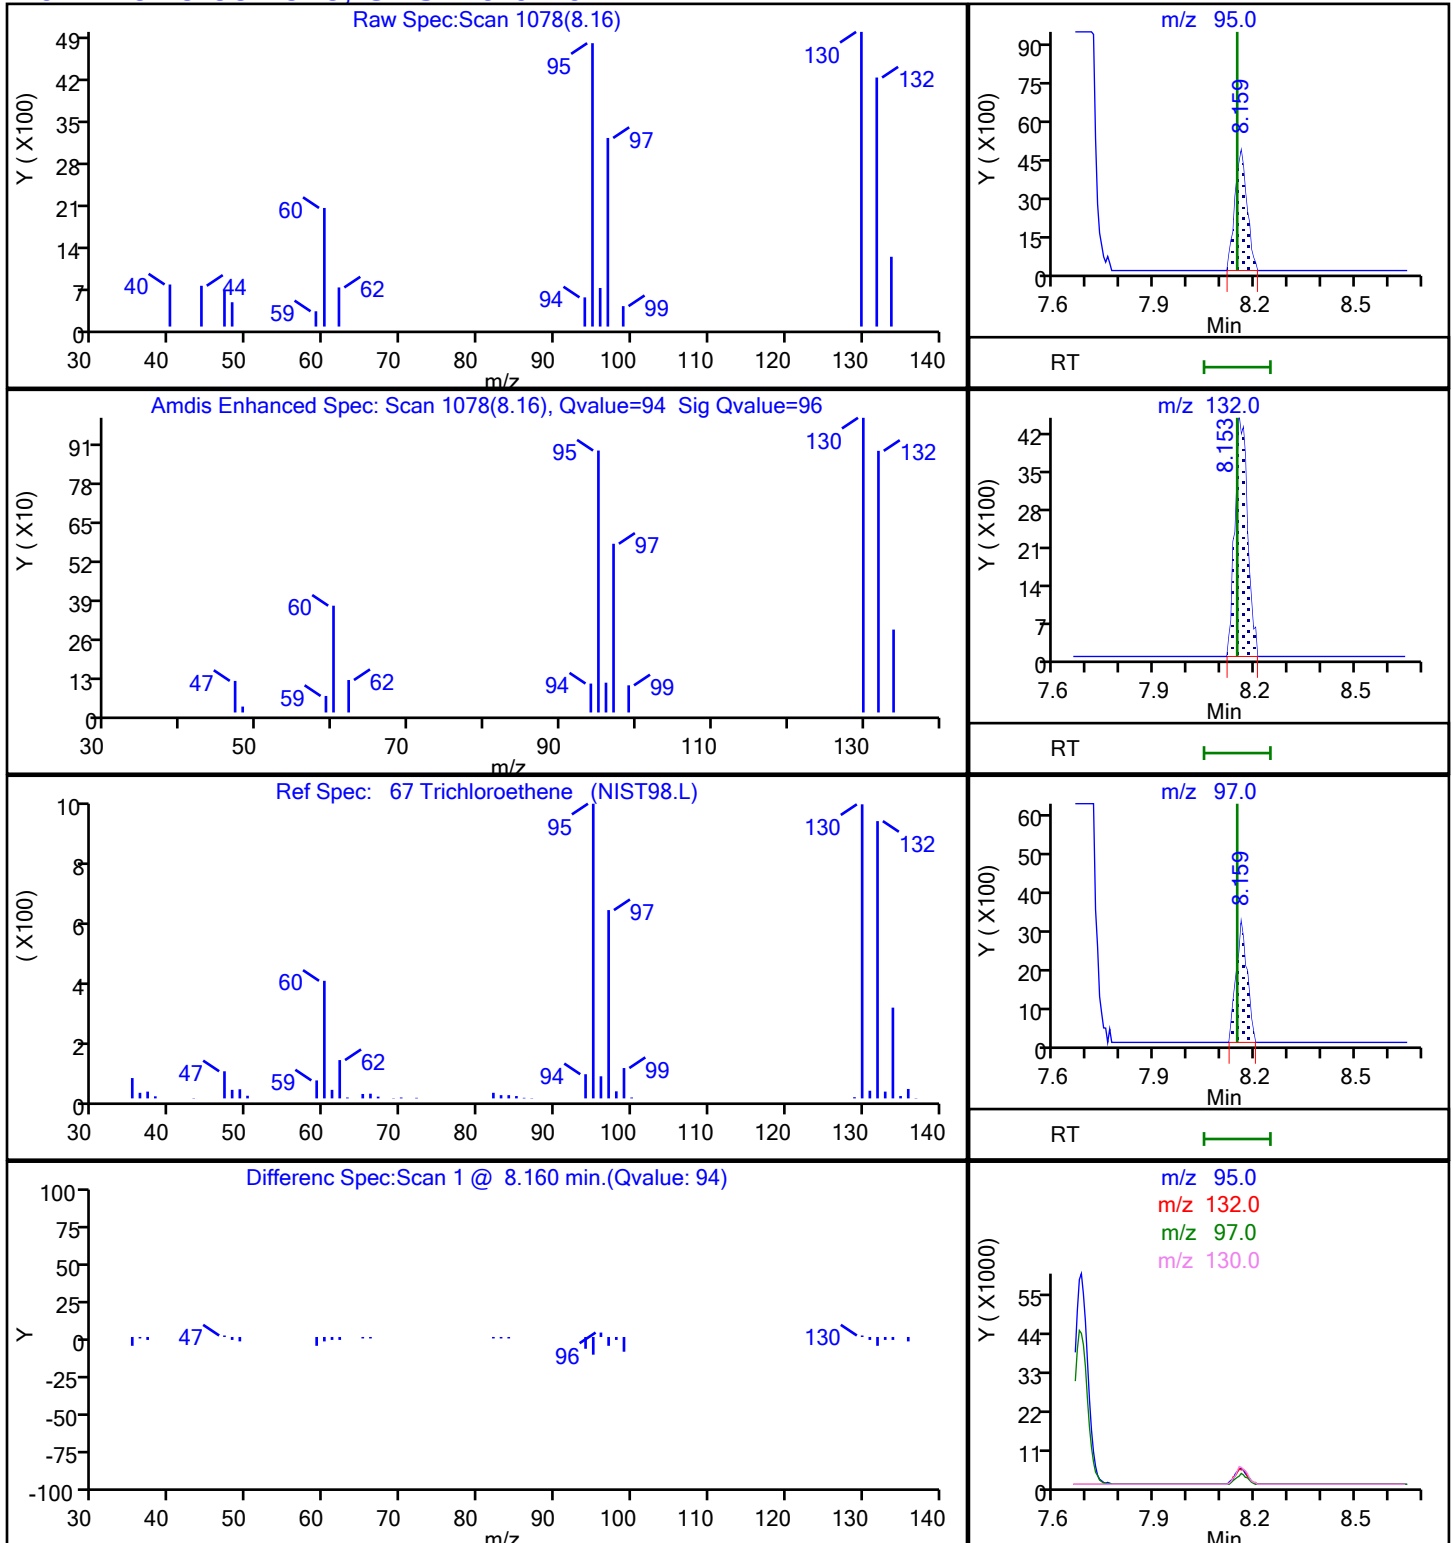 Raw Spec:Scan 1078(8.16)
Y ( X100)
49
42
35
28
21
14
7
0
40
44
59
60
62
94
95
97
99
130
132
30 40 50 60 70 80 90 100 110 120 130 140
m/z
m/z 95.0
Y ( X100)
90
75
60
45
30
15
0
8.159
7.6 7.9 8.2 8.5
Min
RT
Amdis Enhanced Spec: Scan 1078(8.16), Qvalue=94 Sig Qvalue=96
Y ( X10)
91
78
65
52
39
26
13
0
47
59
60
62
94
95
97
99
130
132
30 50 70 90 110 130
m/z
m/z 132.0
Y ( X100)
42
35
28
21
14
7
0
8.153
7.6 7.9 8.2 8.5
Min
RT
Ref Spec: 67 Trichloroethene (NIST98.L)
( X100)
10
8
6
4
2
0
47
59
60
62
94
95
97
99
130
132
30 40 50 60 70 80 90 100 110 120 130 140
m/z 97.0
Y ( X100)
60
50
40
30
20
10
0
8.159
7.6 7.9 8.2 8.5
Min
RT
Differenc Spec:Scan 1 @ 8.160 min.(Qvalue: 94)
Y
100
75
50
25
0
-25
-50
-75
-100
47
96
130
30 40 50 60 70 80 90 100 110 120 130 140
m/z
m/z 95.0
m/z 132.0
m/z 97.0
m/z 130.0
Y ( X1000)
55
44
33
22
11
0
7.6 7.9 8.2 8.5
Min